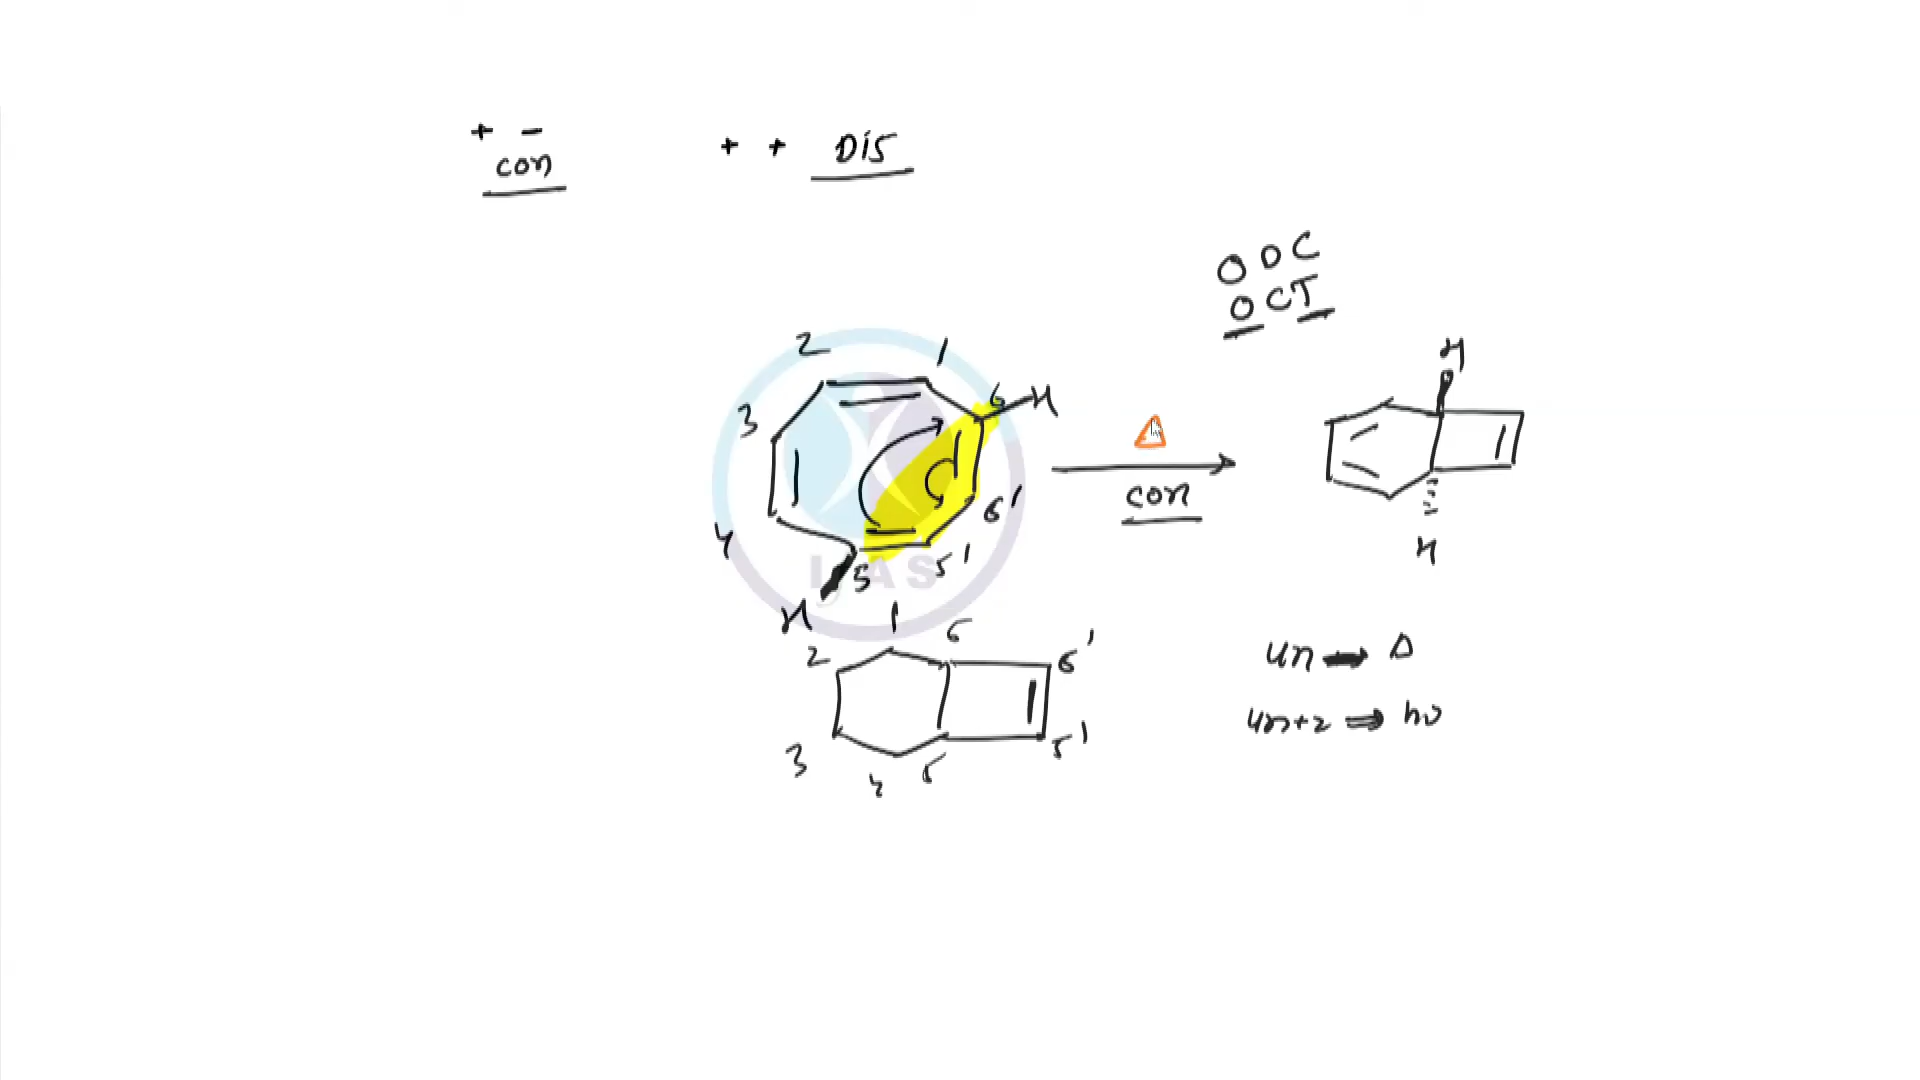 + -
con
+ + Dis
O O C
O C T
2 1
3 6 H
Δ
con
4 6'
5 5'
H
H
H
IFAS
1 6
2 6'
3 4 5 5'
4n → Δ
4n+2 ⇒ hν